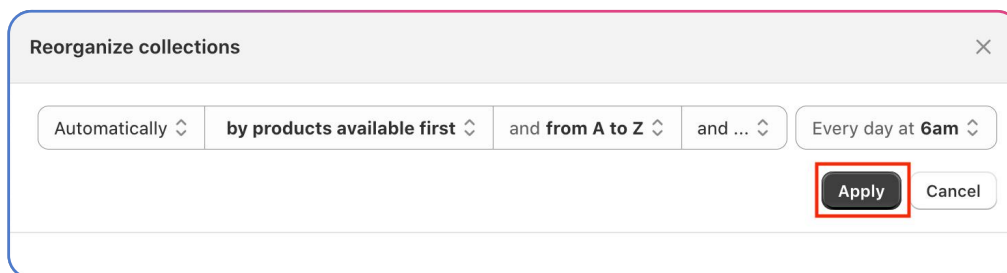 Reorganize collections
Automatically by products available first and from A to Z and ... Every day at 6am
Apply Cancel